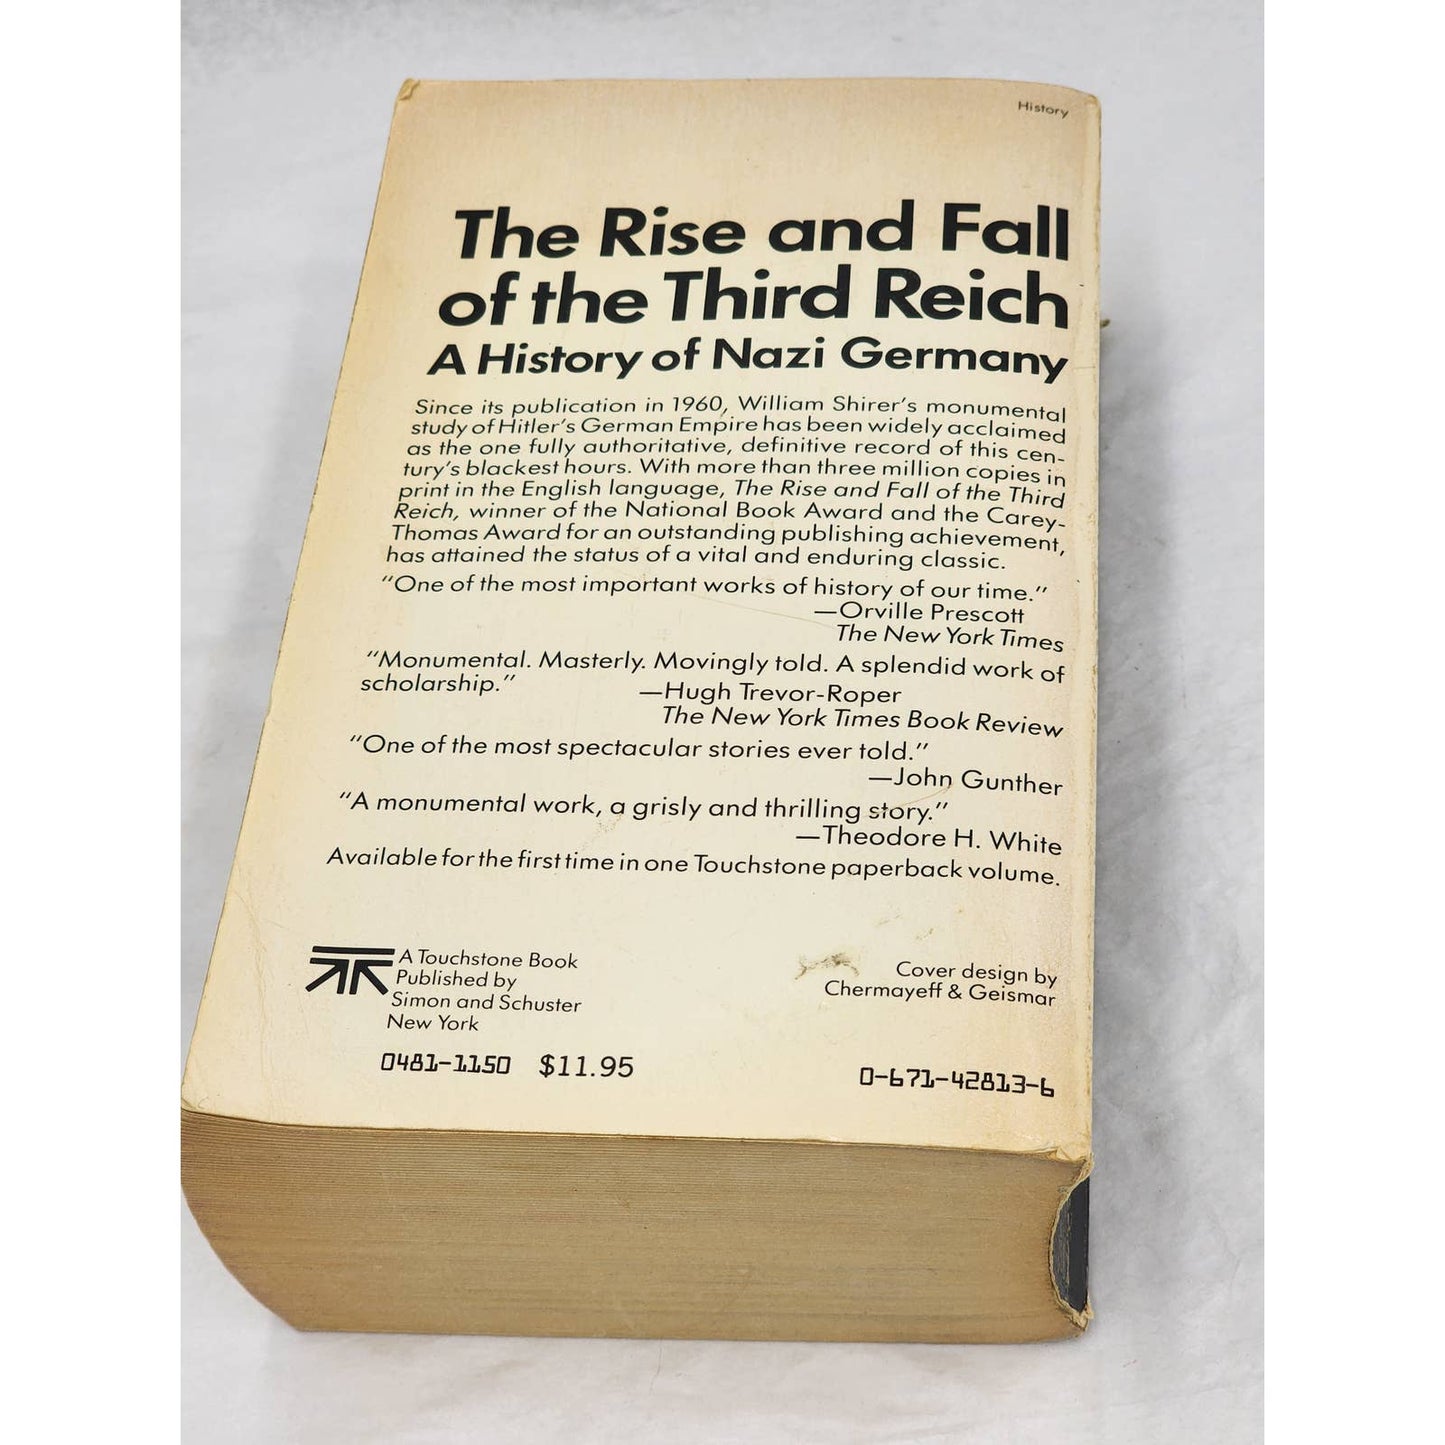 History
The Rise and Fall
of the Third Reich
A History of Nazi Germany
Since its publication in 1960, William Shirer's monumental
study of Hitler's German Empire has been widely acclaimed
as the one fully authoritative, definitive record of this cen-
tury's blackest hours. With more than three million copies in
print in the English language, The Rise and Fall of the Third
Reich, winner of the National Book Award and the Carey-
Thomas Award for an outstanding publishing achievement,
has attained the status of a vital and enduring classic.
"One of the most important works of history of our time."
—Orville Prescott
The New York Times
"Monumental. Masterly. Movingly told. A splendid work of
scholarship." —Hugh Trevor-Roper
The New York Times Book Review
"One of the most spectacular stories ever told."
—John Gunther
"A monumental work, a grisly and thrilling story."
—Theodore H. White
Available for the first time in one Touchstone paperback volume.
A Touchstone Book
Published by
Simon and Schuster
New York
Cover design by
Chermayeff & Geismar
0481-1150 $11.95
0-671-42813-6